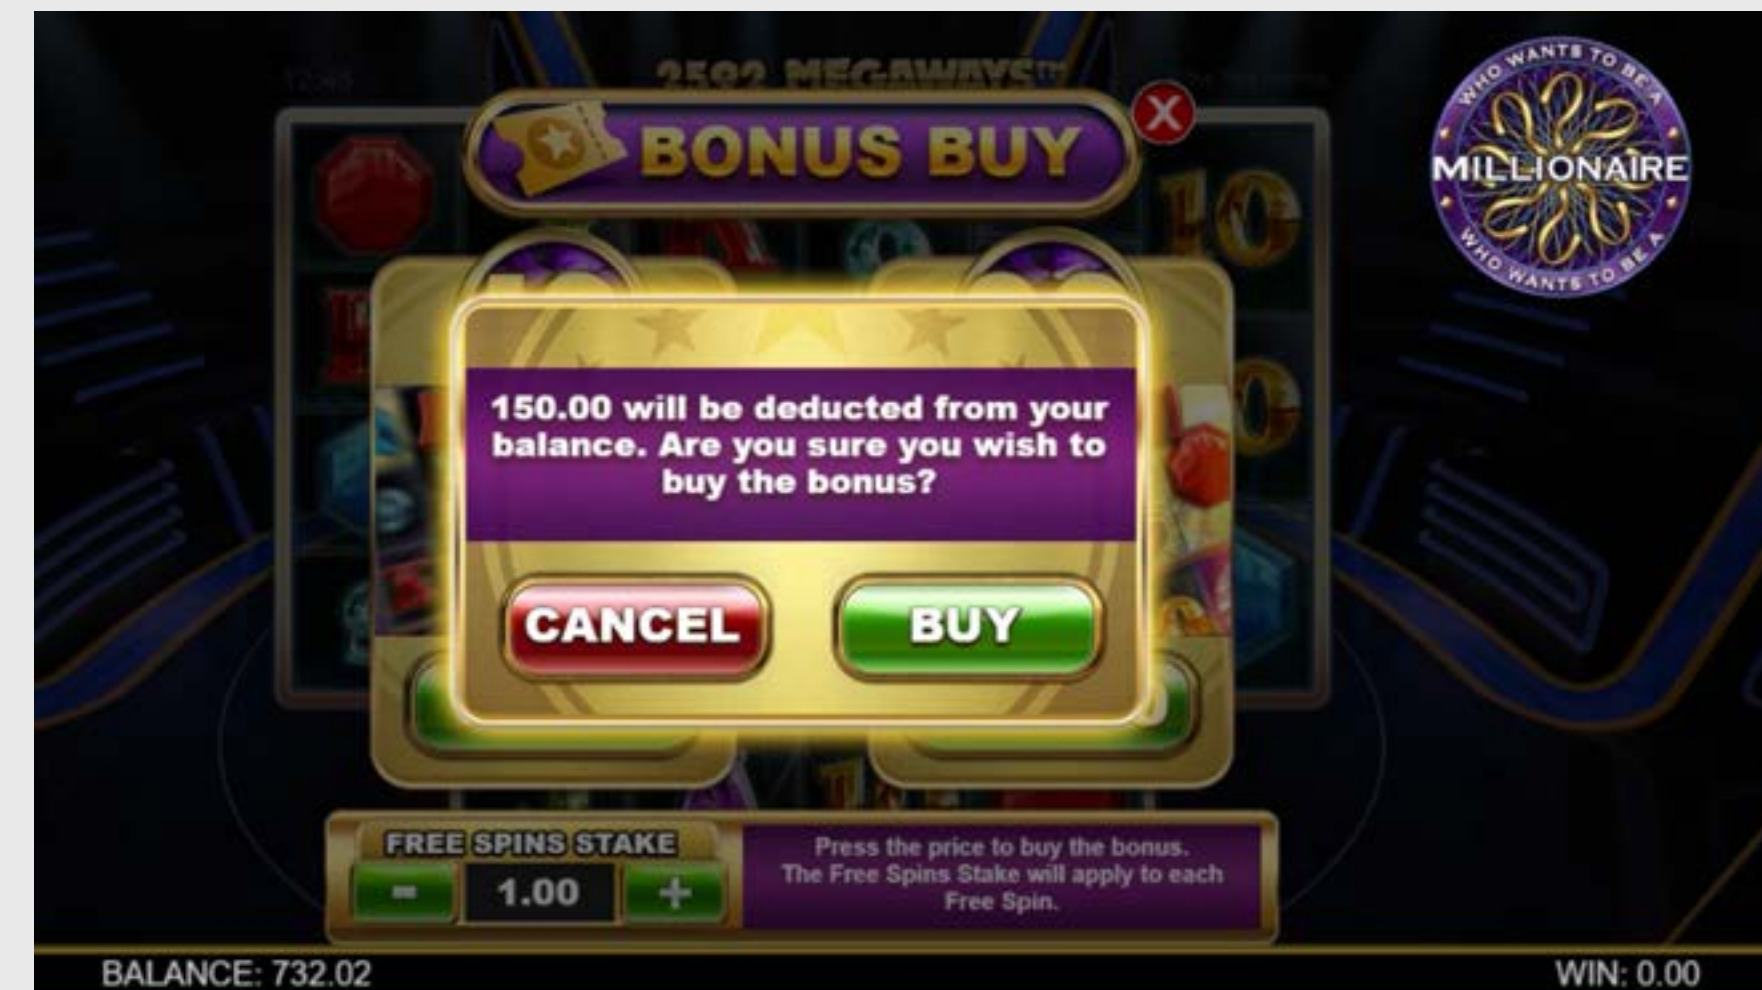 2592 MEGAWAYS™
BONUS BUY
X
WHO WANTS TO BE A
MILLIONAIRE
WHO WANTS TO BE A
10
150.00 will be deducted from your
balance. Are you sure you wish to
buy the bonus?
CANCEL
BUY
FREE SPINS STAKE
-
1.00
+
Press the price to buy the bonus.
The Free Spins Stake will apply to each
Free Spin.
BALANCE: 732.02
WIN: 0.00